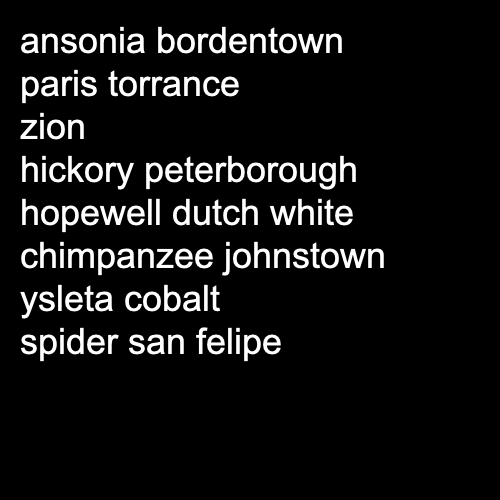 ansonia bordentown
paris torrance
zion
hickory peterborough
hopewell dutch white
chimpanzee johnstown
ysleta cobalt
spider san felipe